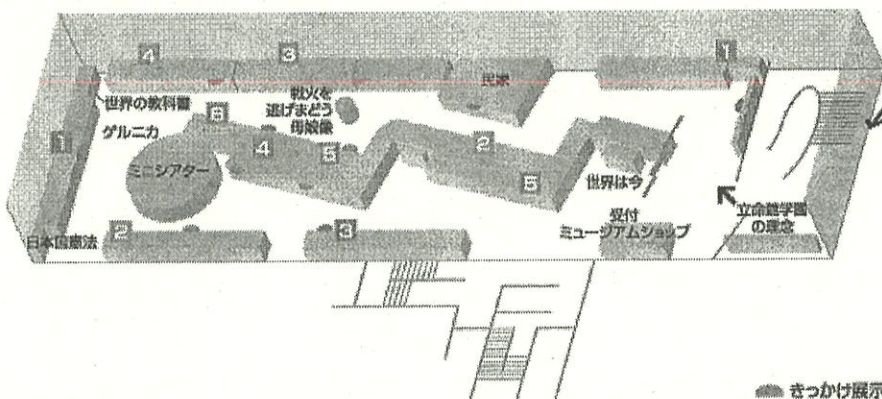 4
3
1
世界の教科書
戦火を
逃げまどう
母娘像
民家
6
ゲルニカ
1
4
5
2
ミニシアター
5
世界は今
受付
ミュージアムショップ
立命館学園
の理念
日本国憲法
2
3
きっかけ展示